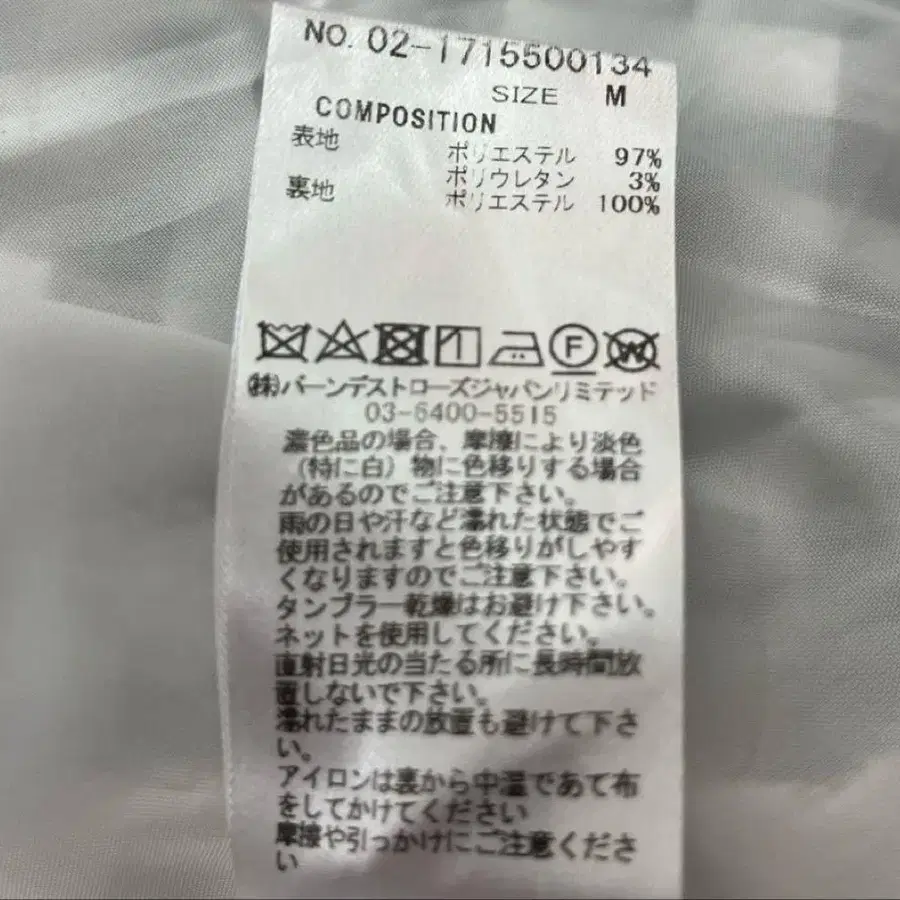 NO. 02-1715500134
SIZE M
COMPOSITION
表地 ポリエステル 97%
ポリウレタン 3%
裏地 ポリエステル 100%
F W
㈱バーンデストローズジャパンリミテッド
03-6400-5515
濃色品の場合、摩擦により淡色
(特に白)物に色移りする場合
があるのでご注意下さい。
雨の日や汗など濡れた状態でご
使用されますと色移りがしやす
くなりますのでご注意下さい。
タンブラー乾燥はお避け下さい。
ネットを使用してください。
直射日光の当たる所に長時間放
置しないで下さい。
濡れたままの放置も避けて下さ
い。
アイロンは裏から中温であて布
をしてかけてください
摩擦や引っかけにご注意くださ
い